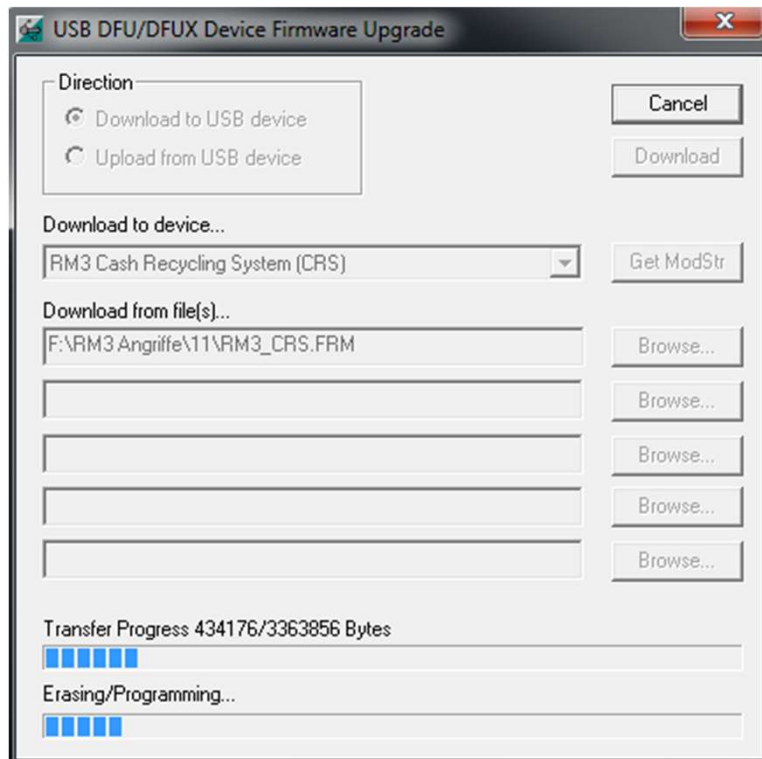 USB DFU/DFUX Device Firmware Upgrade
Direction
Download to USB device
Upload from USB device
Cancel
Download
Download to device...
RM3 Cash Recycling System (CRS)
Get ModStr
Download from file(s)...
F:\RM3 Angriffe\11\RM3_CRS.FRM
Browse...
Browse...
Browse...
Browse...
Browse...
Transfer Progress 434176/3363856 Bytes
Erasing/Programming...